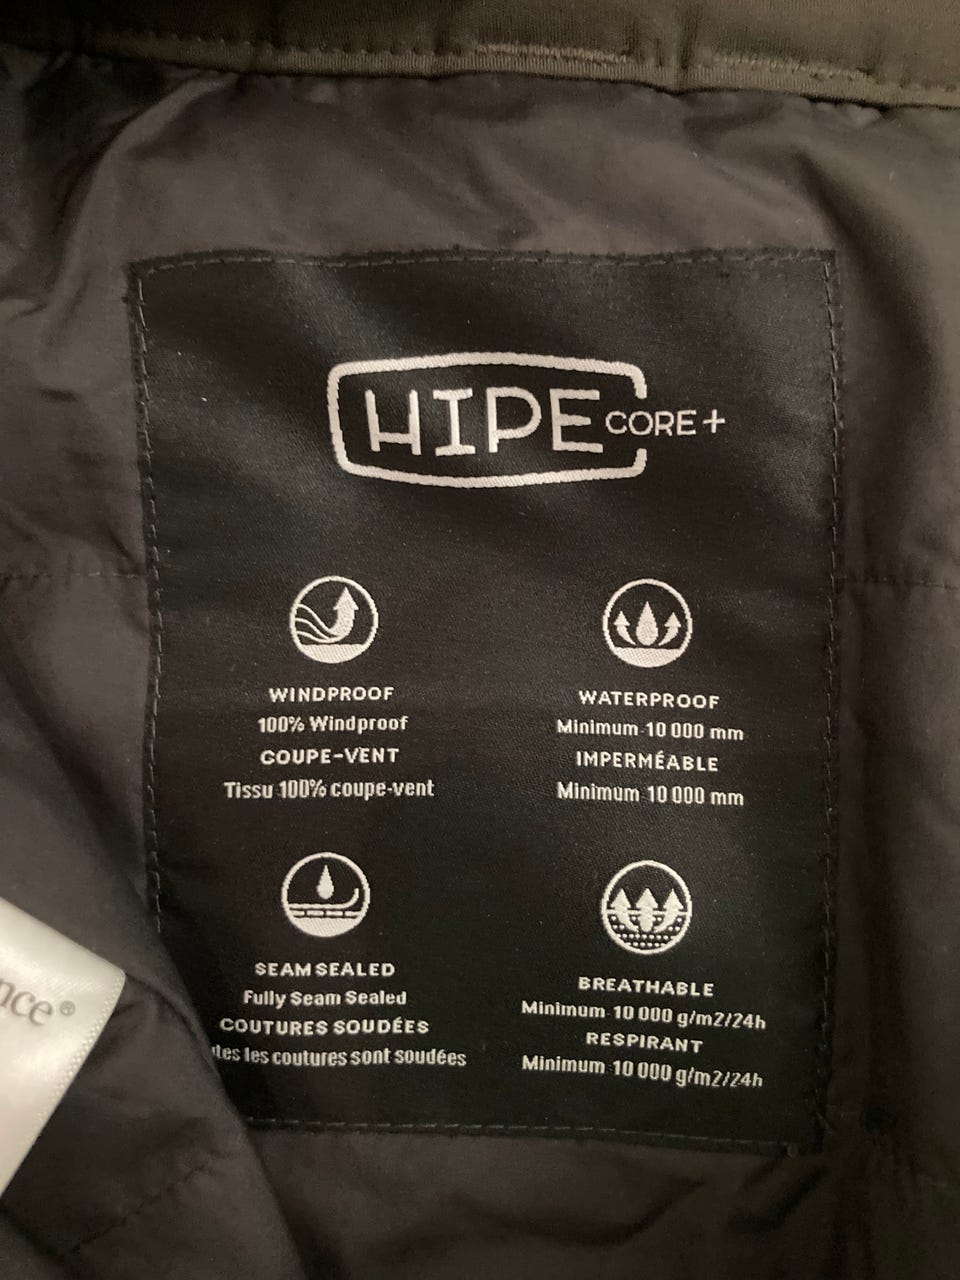 HIPE CORE+
WINDPROOF
100% Windproof
COUPE-VENT
Tissu 100% coupe-vent
WATERPROOF
Minimum 10 000 mm
IMPERMÉABLE
Minimum 10 000 mm
SEAM SEALED
Fully Seam Sealed
COUTURES SOUDÉES
les coutures sont soudées
BREATHABLE
Minimum 10 000 g/m2/24h
RESPIRANT
Minimum 10 000 g/m2/24h